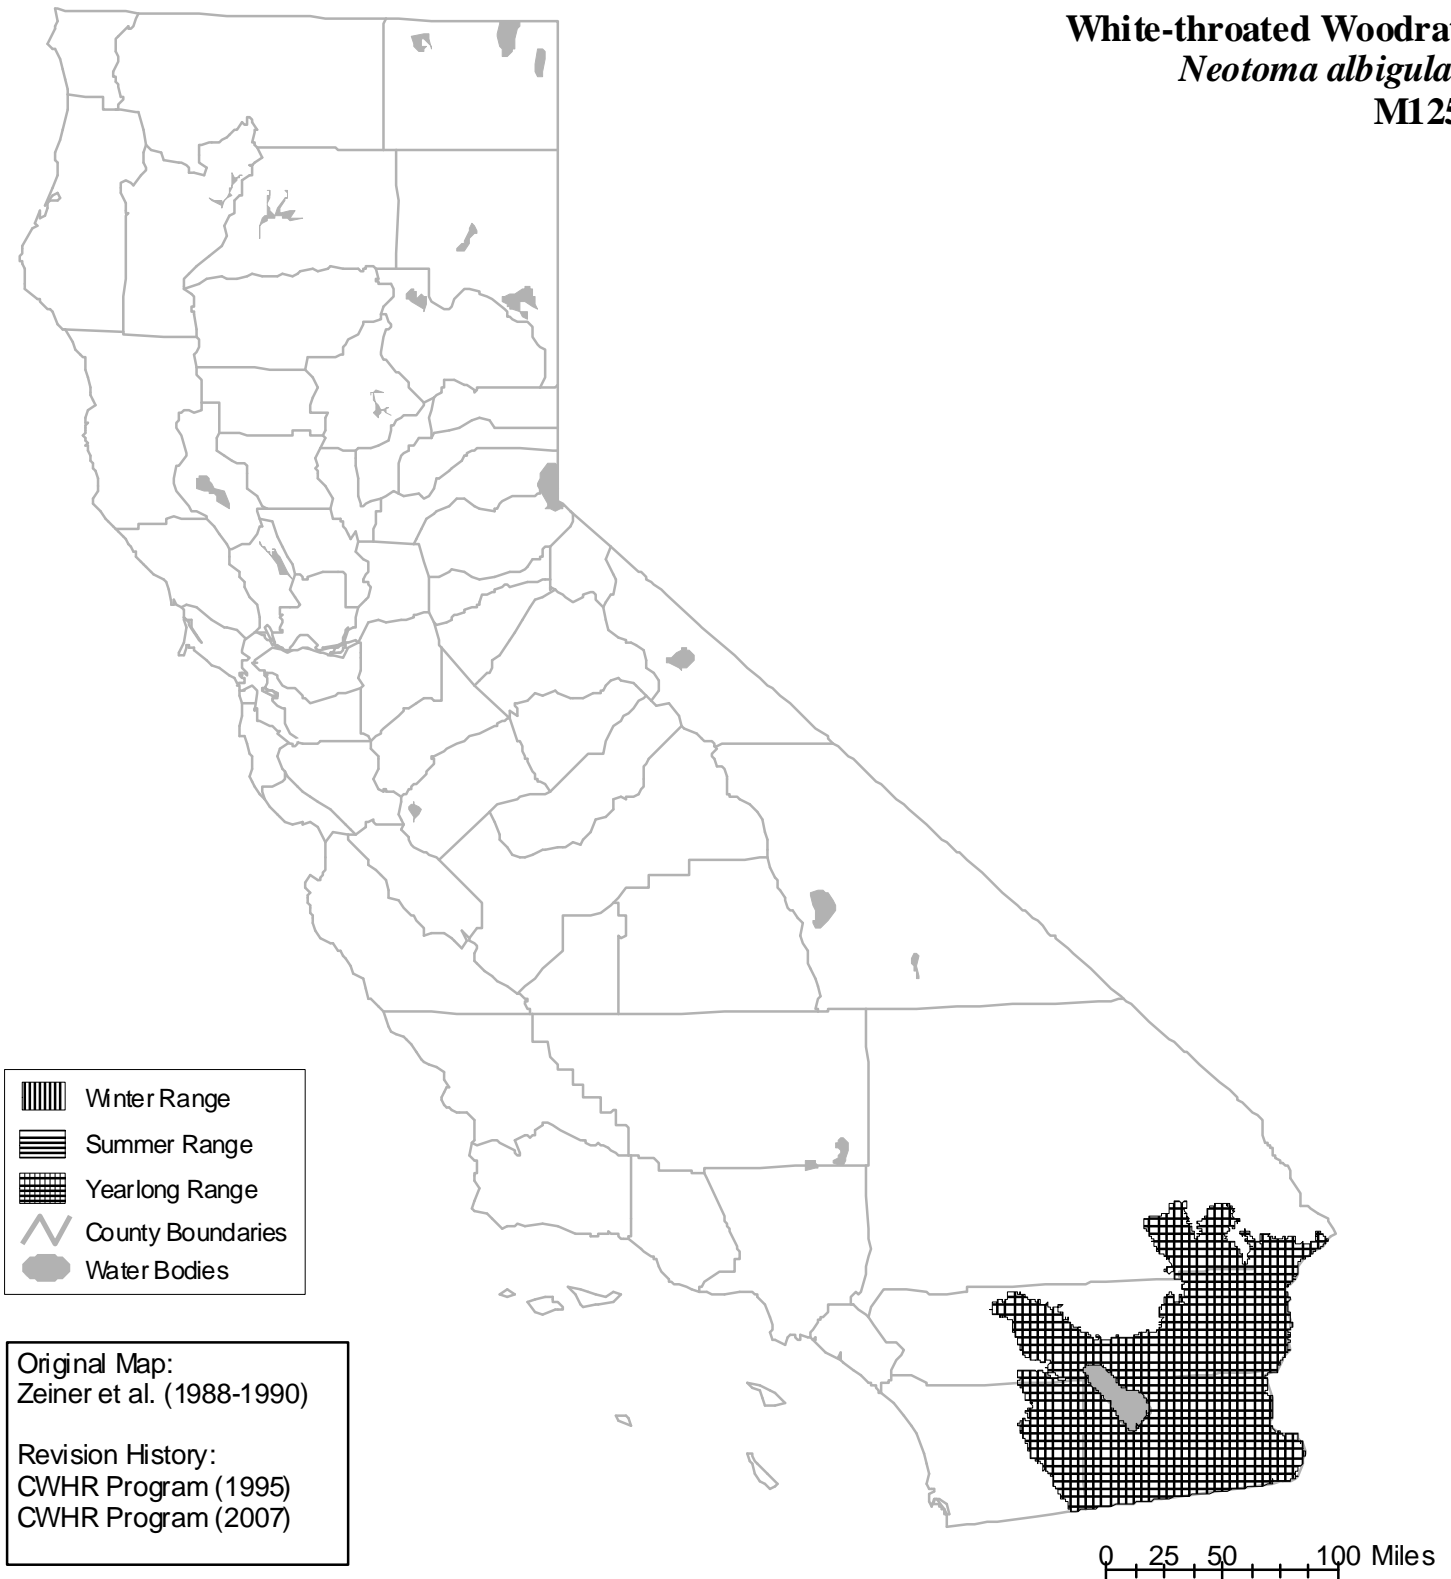 White-throated Woodrat
Neotoma albigula
M125
Winter Range
Summer Range
Yearlong Range
County Boundaries
Water Bodies
Original Map:
Zeiner et al. (1988-1990)
Revision History:
CWHR Program (1995)
CWHR Program (2007)
0 25 50 100 Miles